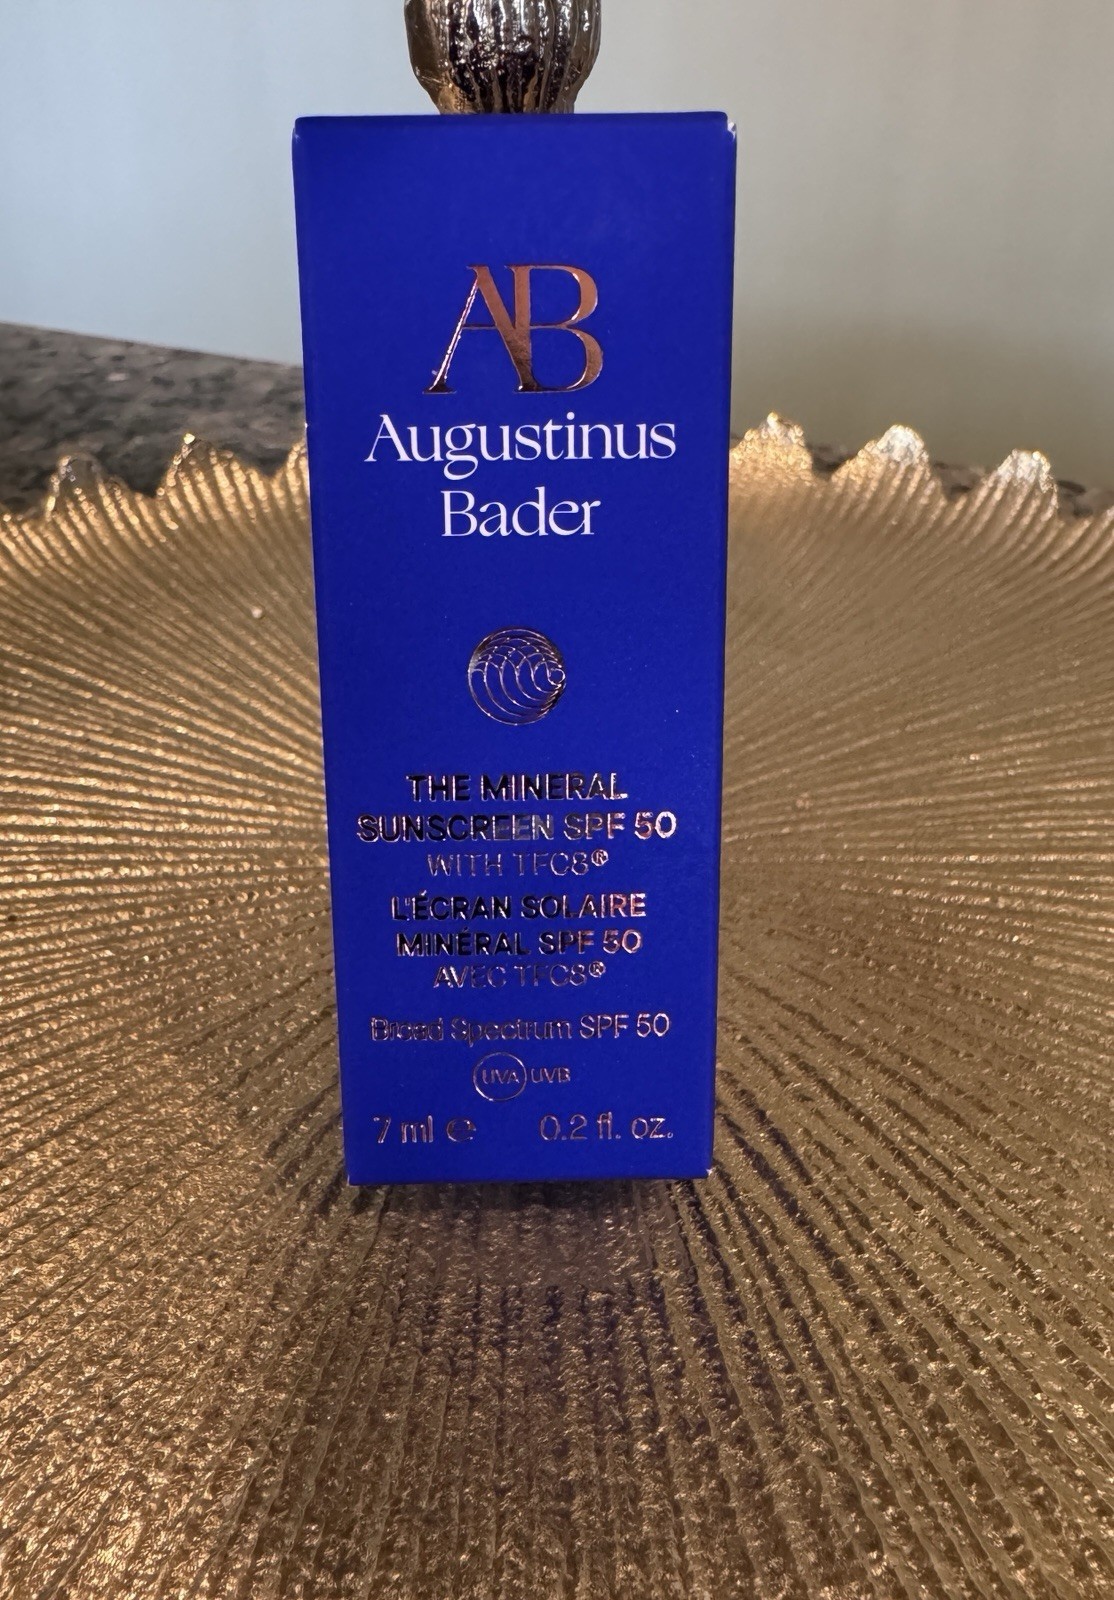 AB
Augustinus
Bader
THE MINERAL
SUNSCREEN SPF 50
WITH TFC8®
L'ÉCRAN SOLAIRE
MINÉRAL SPF 50
AVEC TFC8®
Broad Spectrum SPF 50
UVA UVB
7 ml ℮ 0.2 fl. oz.